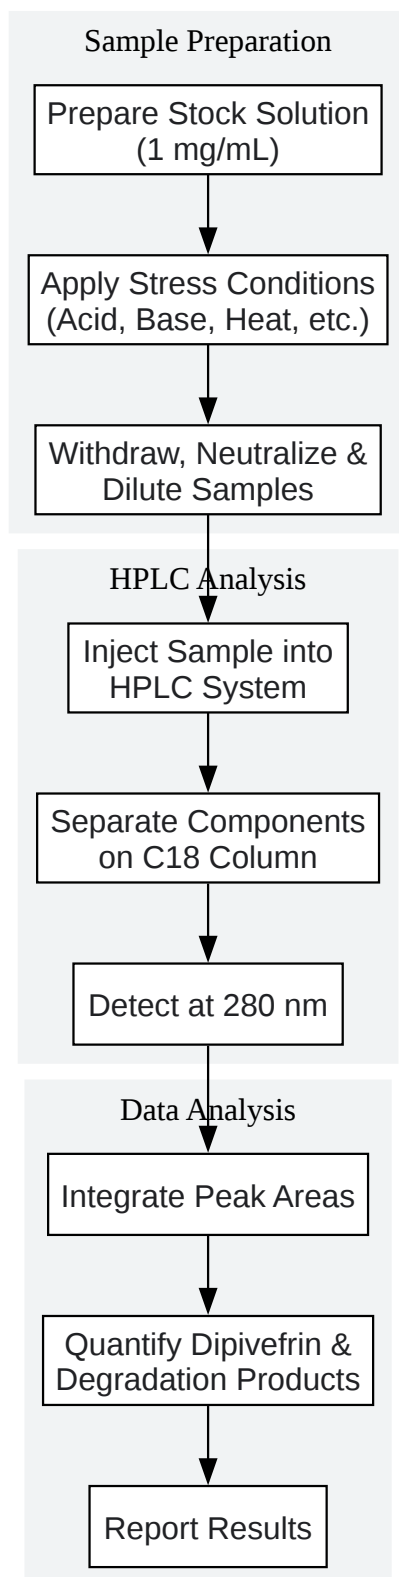 Sample Preparation
Prepare Stock Solution
(1 mg/mL)
Apply Stress Conditions
(Acid, Base, Heat, etc.)
Withdraw, Neutralize &
Dilute Samples
HPLC Analysis
Inject Sample into
HPLC System
Separate Components
on C18 Column
Detect at 280 nm
Data Analysis
Integrate Peak Areas
Quantify Dipivefrin &
Degradation Products
Report Results